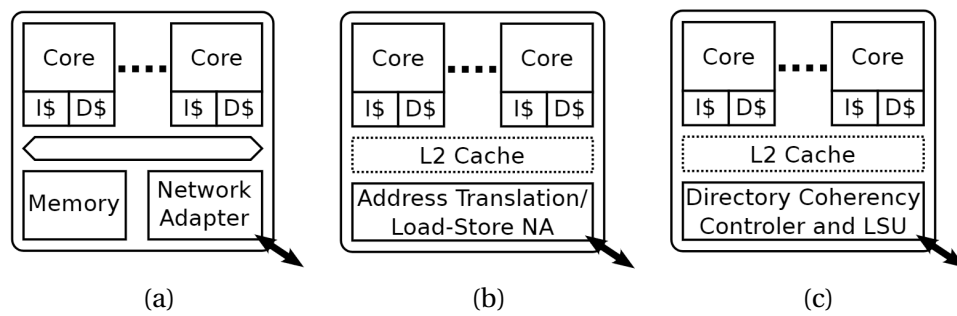 Core Core
I$ D$ I$ D$
Memory
Network
Adapter
(a)
Core Core
I$ D$ I$ D$
L2 Cache
Address Translation/
Load-Store NA
(b)
Core Core
I$ D$ I$ D$
L2 Cache
Directory Coherency
Controler and LSU
(c)